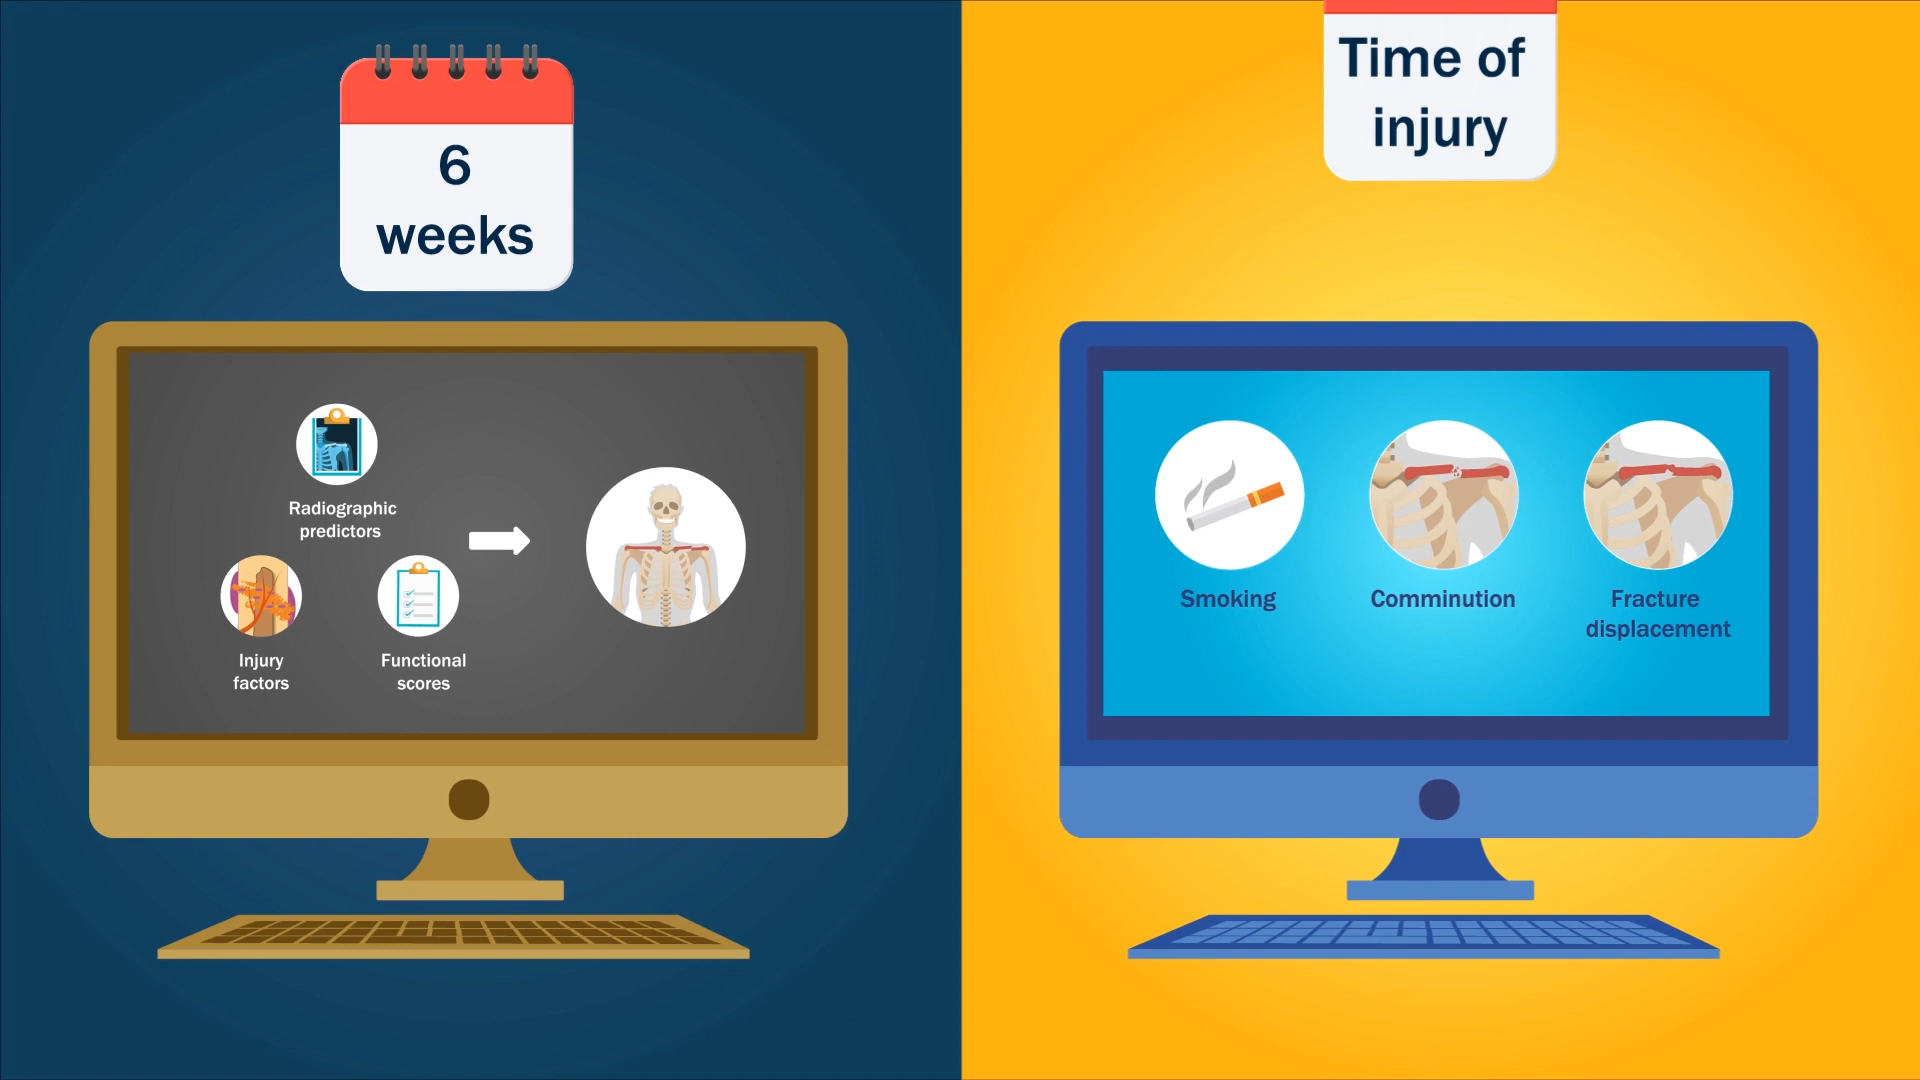 6
weeks
Radiographic
predictors
Injury
factors
Functional
scores
Time of
injury
Smoking
Comminution
Fracture
displacement